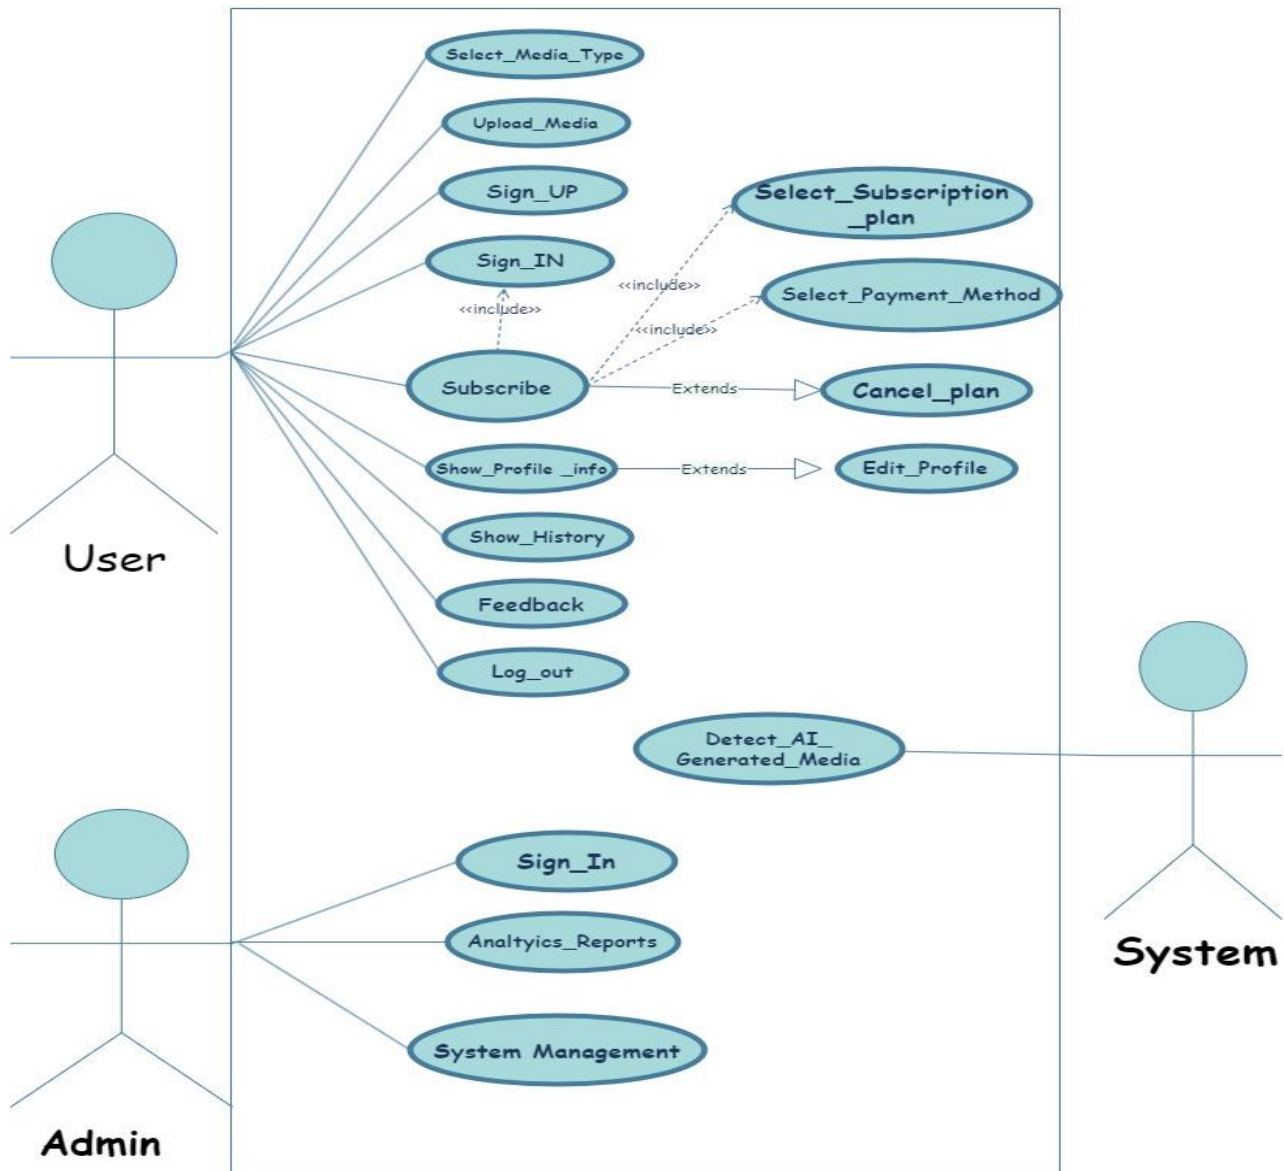 Select_Media_Type
Upload_Media
Sign_UP
Select_Subscription
_plan
Sign_IN
<<include>>
<<include>>
Select_Payment_Method
<<include>>
Subscribe
Extends
Cancel_plan
Show_Profile _info
Extends
Edit_Profile
Show_History
User
Feedback
Log_out
Detect_AI_
Generated_Media
Sign_In
Analtyics_Reports
System
System Management
Admin